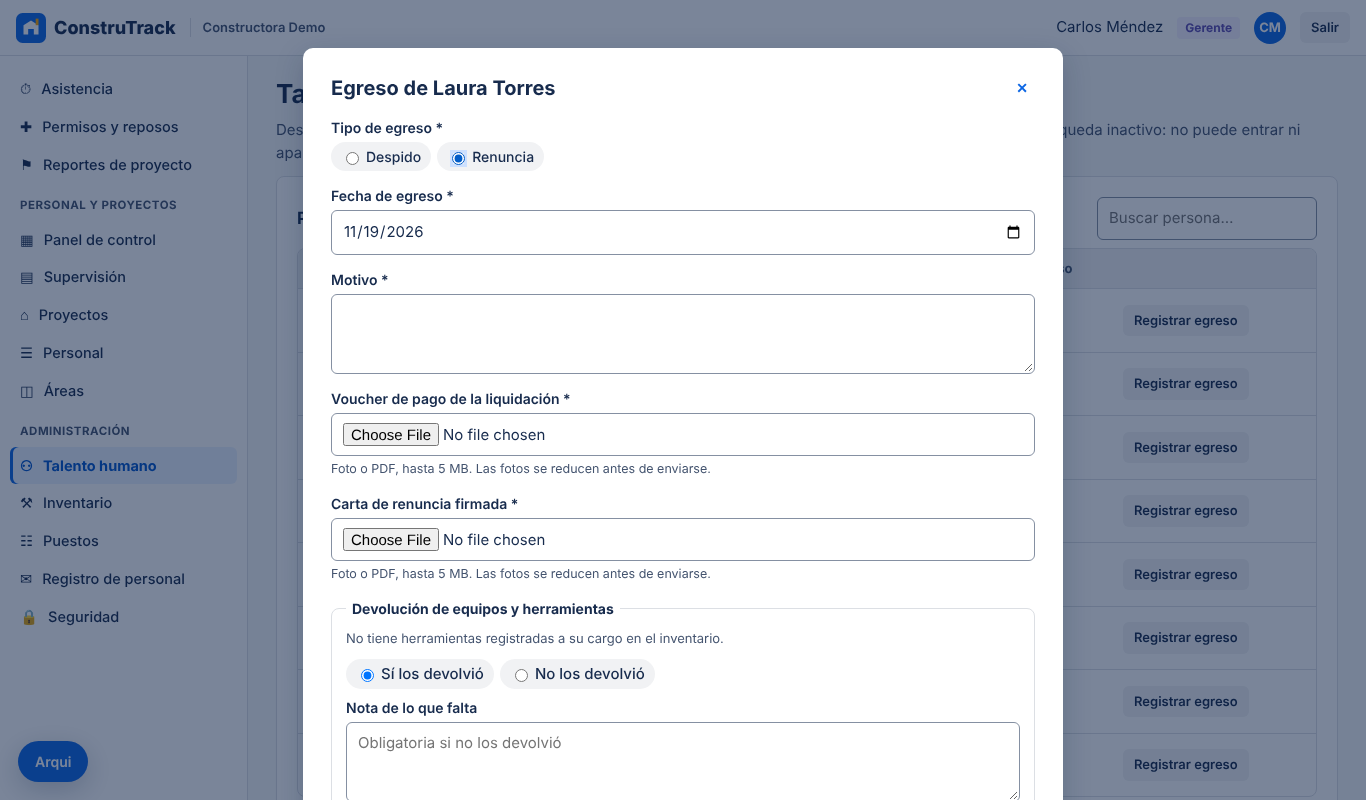 ConstruTrack
Constructora Demo
Carlos Méndez
Gerente
CM
Salir
Asistencia
Permisos y reposos
Reportes de proyecto
PERSONAL Y PROYECTOS
Panel de control
Supervisión
Proyectos
Personal
Áreas
ADMINISTRACIÓN
Talento humano
Inventario
Puestos
Registro de personal
Seguridad
Arqui
Ta
Des
queda inactivo: no puede entrar ni
apa
Buscar persona...
Registrar egreso
Registrar egreso
Registrar egreso
Registrar egreso
Registrar egreso
Registrar egreso
Registrar egreso
Registrar egreso
Egreso de Laura Torres
×
Tipo de egreso *
Despido
Renuncia
Fecha de egreso *
11/19/2026
Motivo *
Voucher de pago de la liquidación *
Choose File No file chosen
Foto o PDF, hasta 5 MB. Las fotos se reducen antes de enviarse.
Carta de renuncia firmada *
Choose File No file chosen
Foto o PDF, hasta 5 MB. Las fotos se reducen antes de enviarse.
Devolución de equipos y herramientas
No tiene herramientas registradas a su cargo en el inventario.
Sí los devolvió
No los devolvió
Nota de lo que falta
Obligatoria si no los devolvió